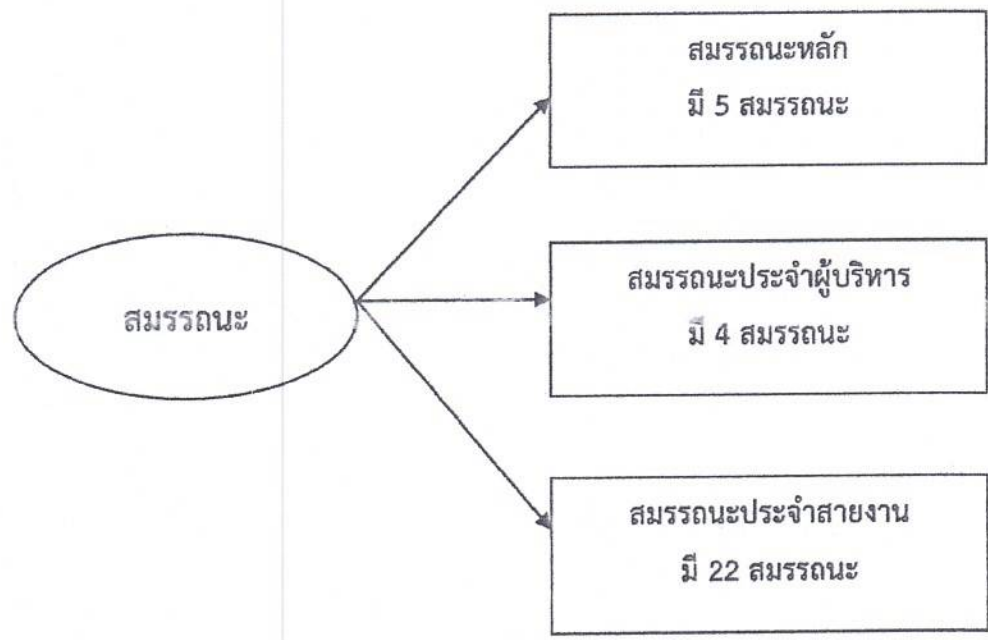 สมรรถนะ
สมรรถนะหลัก
มี 5 สมรรถนะ
สมรรถนะประจำผู้บริหาร
มี 4 สมรรถนะ
สมรรถนะประจำสายงาน
มี 22 สมรรถนะ